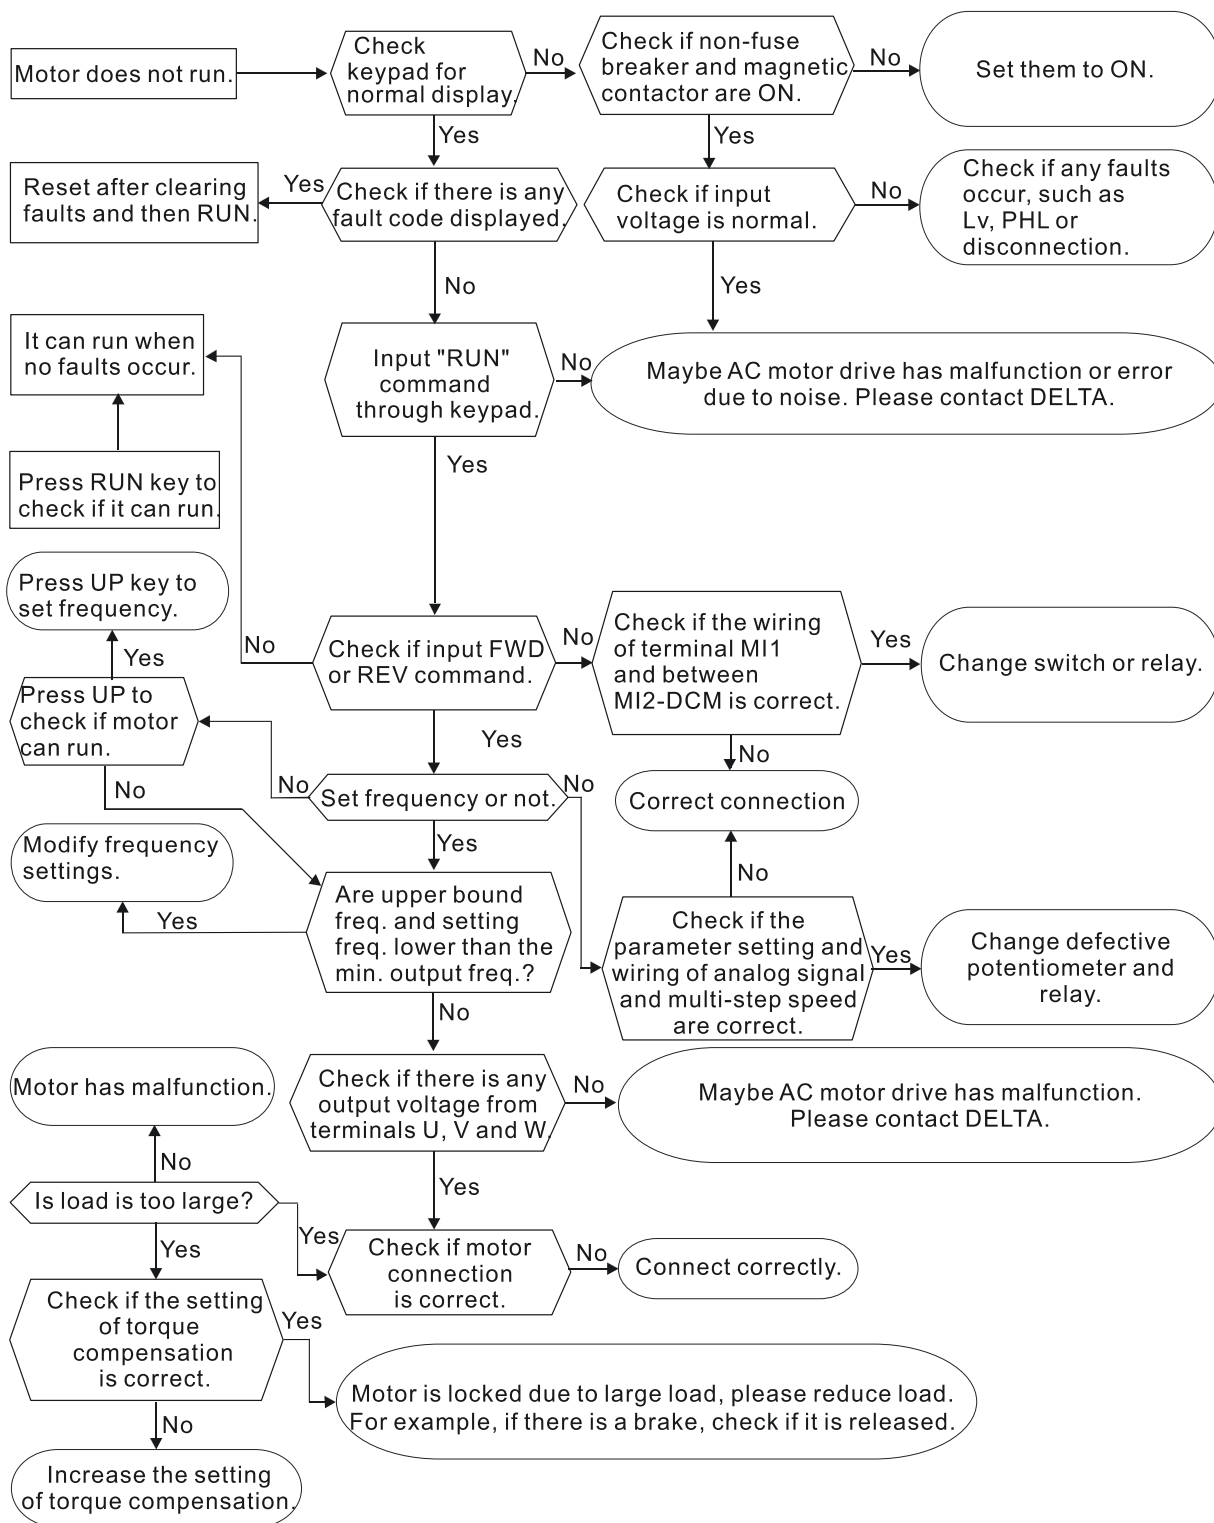 Motor does not run.
Check
keypad for
normal display.
No
Check if non-fuse
breaker and magnetic
contactor are ON.
No
Set them to ON.
Yes
Yes
Reset after clearing
faults and then RUN.
Yes
Check if there is any
fault code displayed.
Check if input
voltage is normal.
No
Check if any faults
occur, such as
Lv, PHL or
disconnection.
No
Yes
It can run when
no faults occur.
Input "RUN"
command
through keypad.
No
Maybe AC motor drive has malfunction or error
due to noise. Please contact DELTA.
Yes
Press RUN key to
check if it can run.
Press UP key to
set frequency.
No
Check if input FWD
or REV command.
No
Check if the wiring
of terminal MI1
and between
MI2-DCM is correct.
Yes
Change switch or relay.
Yes
Press UP to
check if motor
can run.
Yes
No
No
No
Set frequency or not.
No
Correct connection
Modify frequency
settings.
Yes
No
Yes
Are upper bound
freq. and setting
freq. lower than the
min. output freq.?
Check if the
parameter setting and
wiring of analog signal
and multi-step speed
are correct.
Yes
Change defective
potentiometer and
relay.
No
Motor has malfunction.
Check if there is any
output voltage from
terminals U, V and W.
No
Maybe AC motor drive has malfunction.
Please contact DELTA.
No
Yes
Is load is too large?
Yes
Yes
Check if motor
connection
is correct.
No
Connect correctly.
Check if the setting
of torque
compensation
is correct.
Yes
Motor is locked due to large load, please reduce load.
For example, if there is a brake, check if it is released.
No
Increase the setting
of torque compensation.